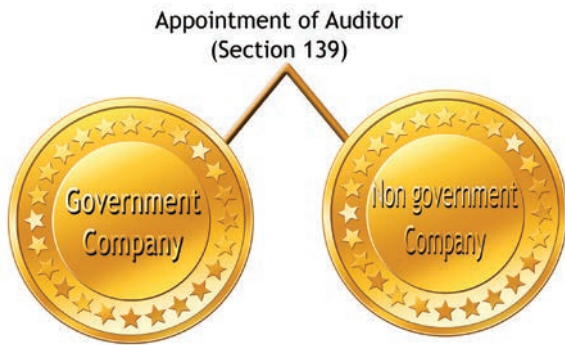 Appointment of Auditor
(Section 139)
Government
Company
Non government
Company